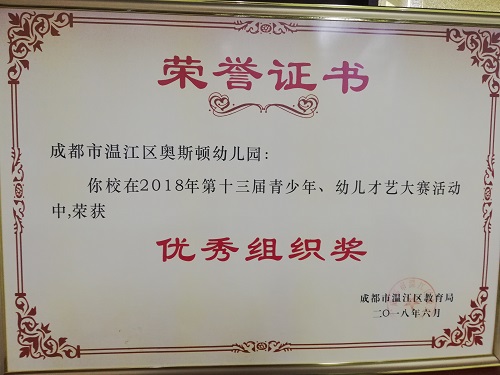 荣誉证书
成都市温江区奥斯顿幼儿园:
你校在2018年第十三届青少年、幼儿才艺大赛活动
中,荣获
优秀组织奖
成都市温江区教育局
二〇一八年六月